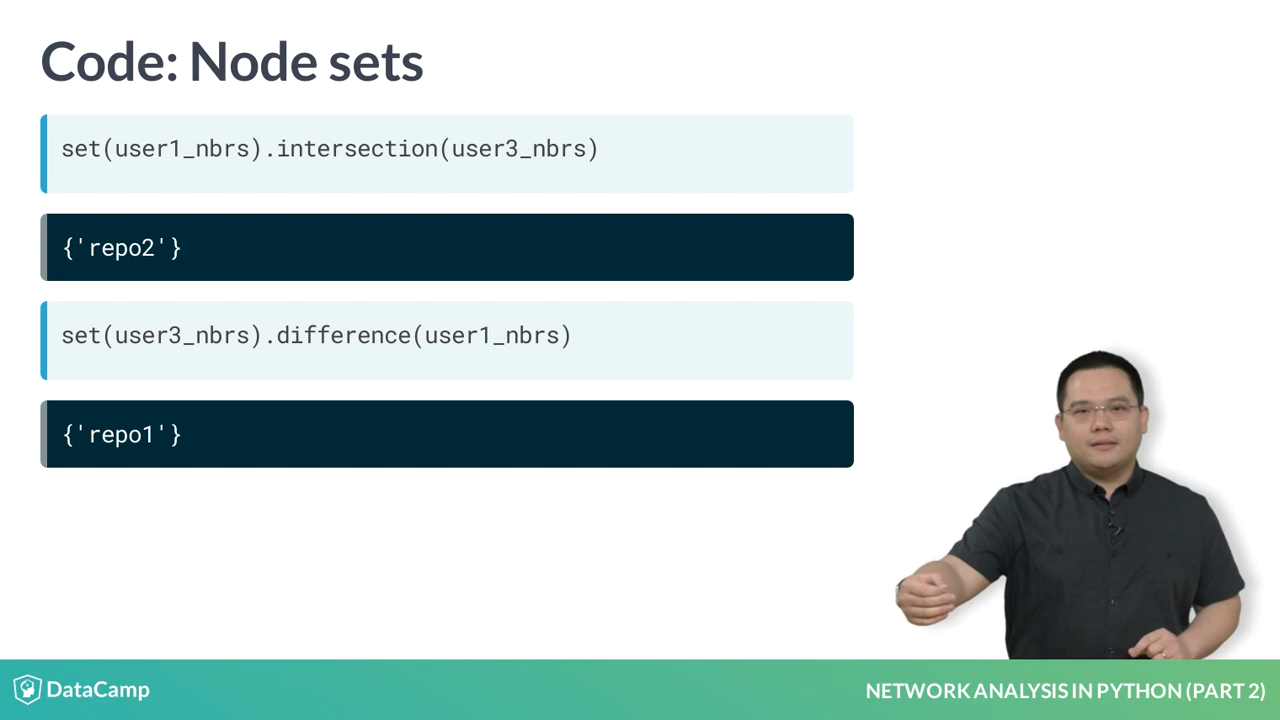 Code: Node sets
set(user1_nbrs).intersection(user3_nbrs)
{'repo2'}
set(user3_nbrs).difference(user1_nbrs)
{'repo1'}
DataCamp
NETWORK ANALYSIS IN PYTHON (PART 2)